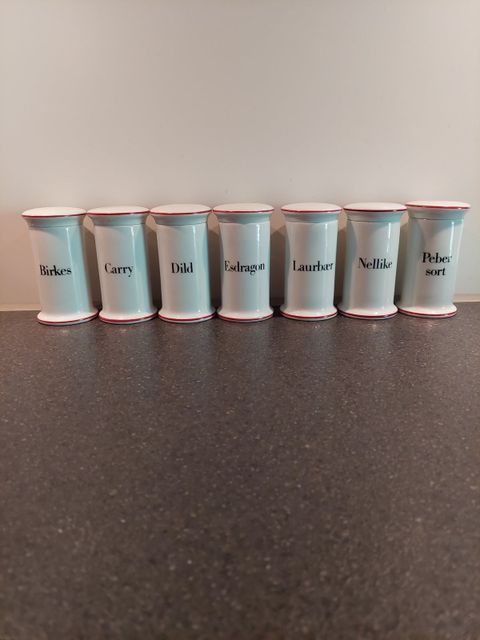 Birkes
Carry
Dild
Esdragon
Laurbær
Nellike
Peber
sort